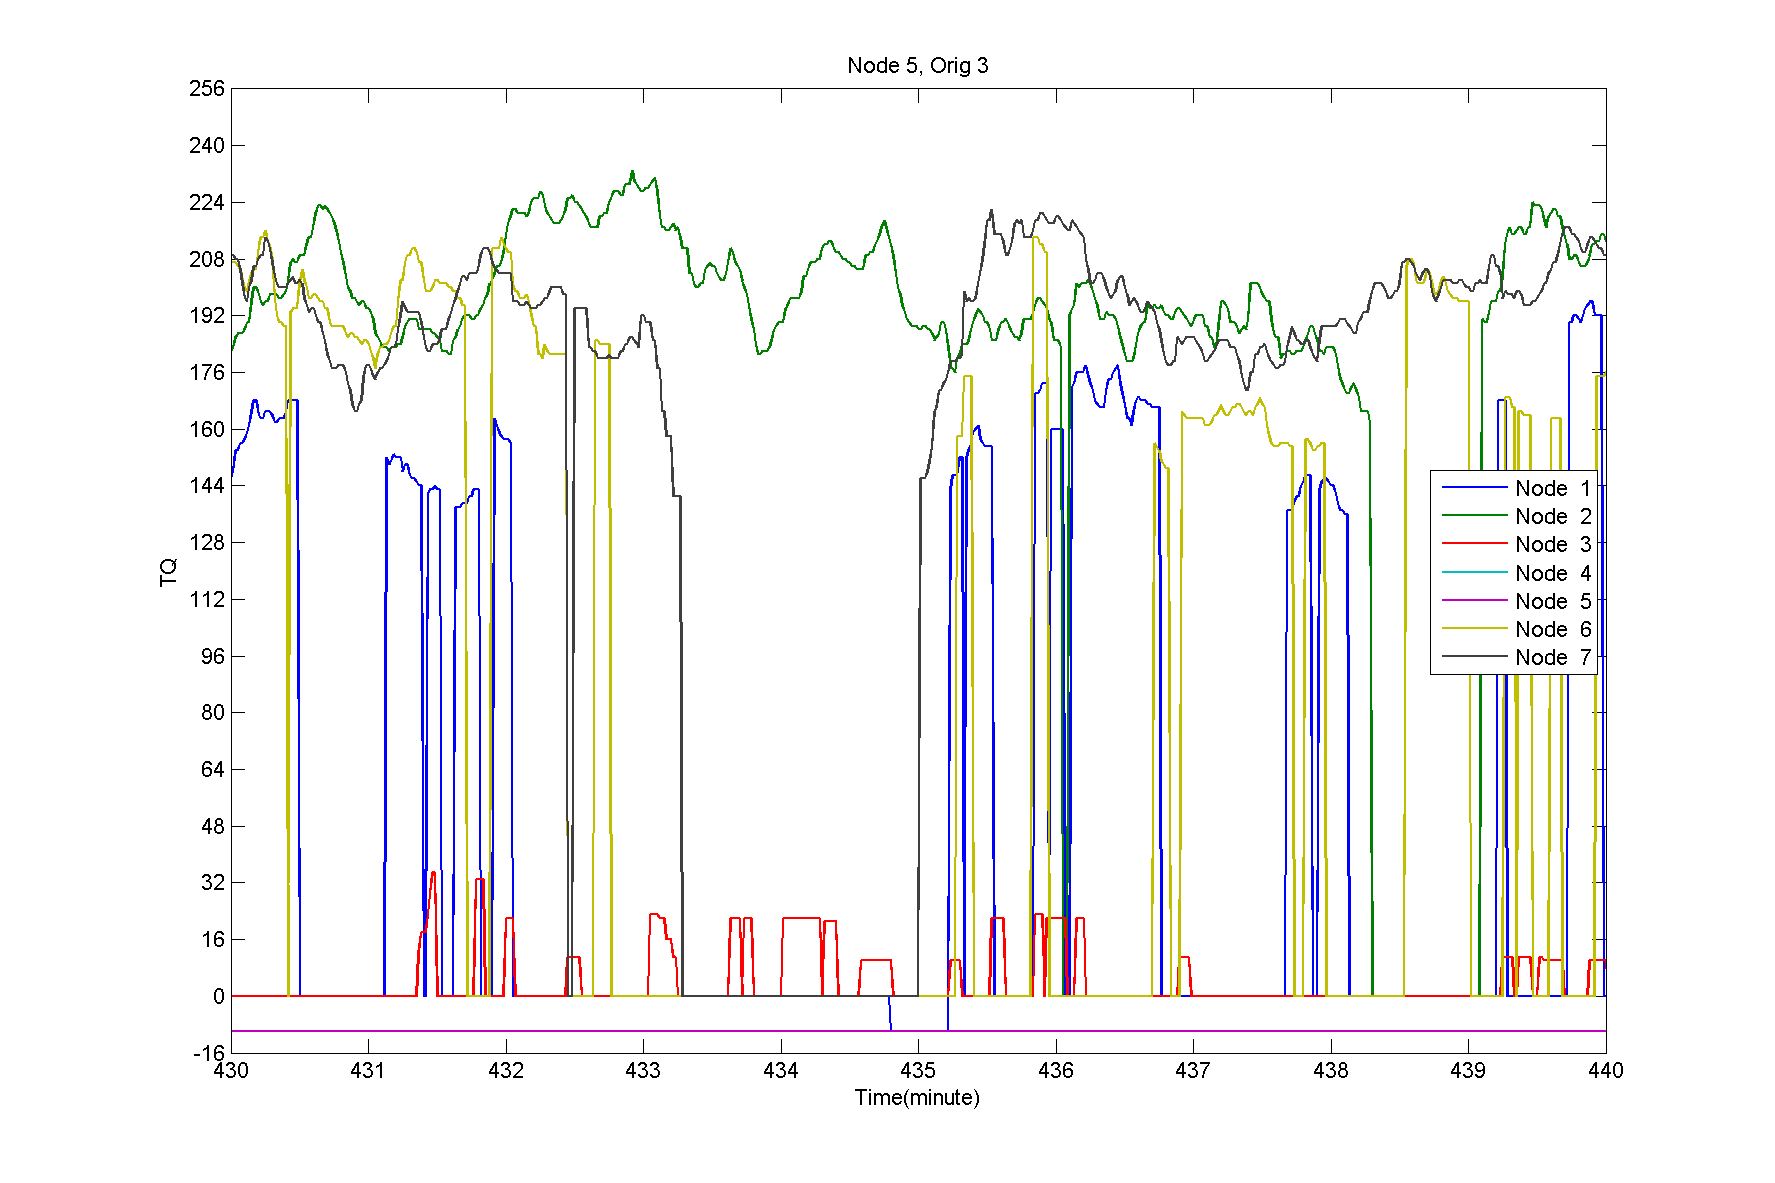 Node 5, Orig 3
256
240
224
208
192
176
160
144
128
112
96
80
64
48
32
16
0
-16
TQ
430 431 432 433 434 435 436 437 438 439 440
Time(minute)
Node 1
Node 2
Node 3
Node 4
Node 5
Node 6
Node 7